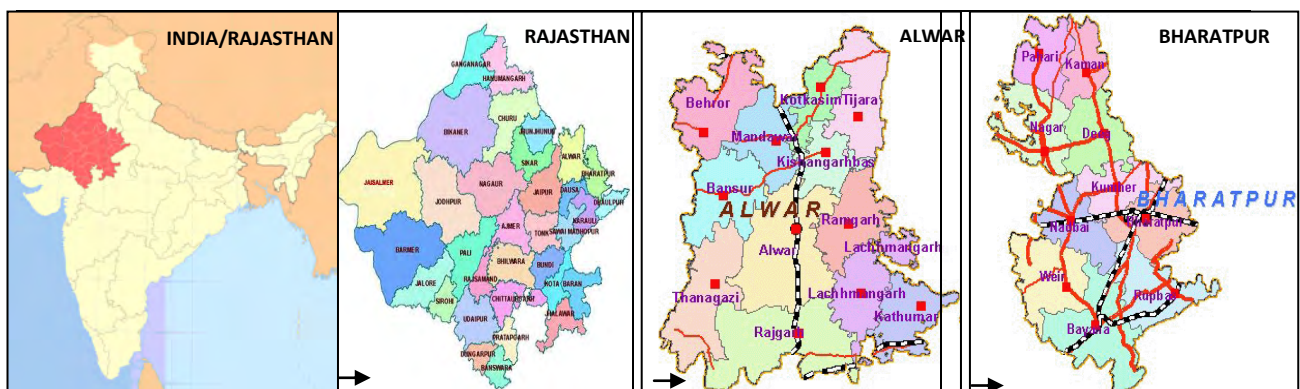 INDIA/RAJASTHAN
RAJASTHAN
GANGANAGAR
HANUMANGARH
BIKANER
CHURU
JHUNJHUNU
SIKAR
ALWAR
BHARATPUR
JAISALMER
NAGAUR
JAIPUR
DAUSA
DHAULPUR
JODHPUR
KARAULI
AJMER
TONK
SAWAI MADHOPUR
BARMER
PALI
BHILWARA
BUNDI
JALORE
RAJSAMAND
KOTA
BARAN
SIROHI
CHITTAURGARH
UDAIPUR
JHALAWAR
PRATAPGARH
DUNGARPUR
BANSWARA
ALWAR
Behror
Kotkasim
Tijara
Mandawar
Kishangarhbas
Bansur
ALWAR
Ramgarh
Alwar
Lachhmangarh
Thanagazi
Lachhmangarh
Kathumar
Rajgarh
BHARATPUR
Pahari
Kaman
Nagar
Deeg
Kumher
BHARATPUR
Nadbai
Bharatpur
Weir
Rupbas
Bayana